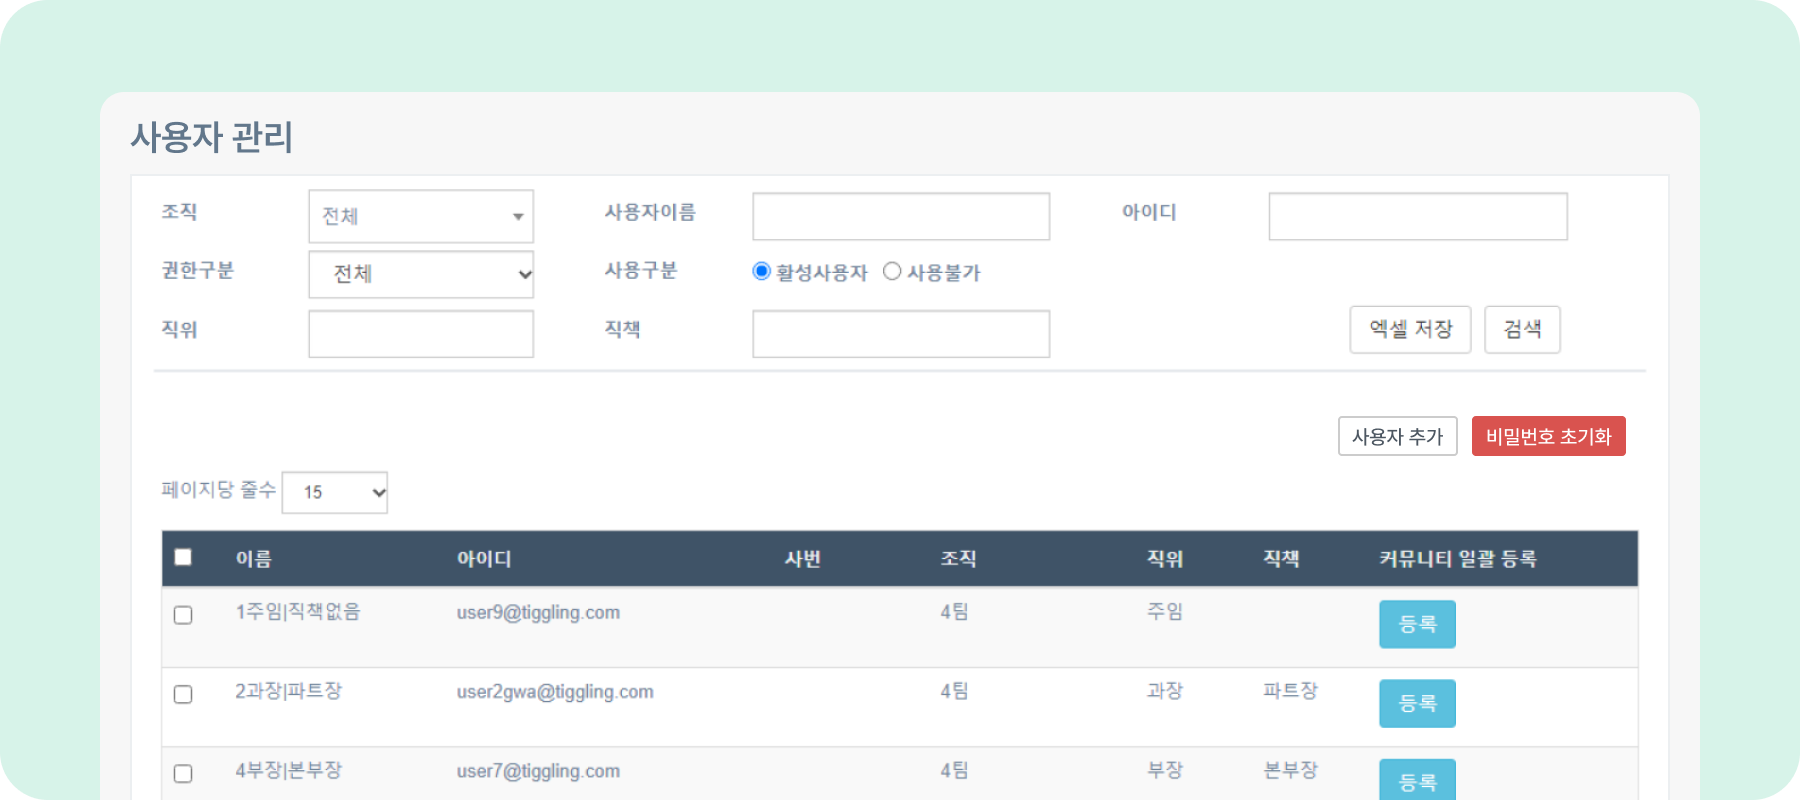 사용자 관리
조직 전체 사용자이름 아이디
권한구분 전체 사용구분 활성사용자 사용불가
직위 직책 엑셀 저장 검색
사용자 추가 비밀번호 초기화
페이지당 줄수 15
이름 아이디 사번 조직 직위 직책 커뮤니티 일괄 등록
1주임|직책없음 user9@tiggling.com 4팀 주임 등록
2과장|파트장 user2gwa@tiggling.com 4팀 과장 파트장 등록
4부장|본부장 user7@tiggling.com 4팀 부장 본부장 등록